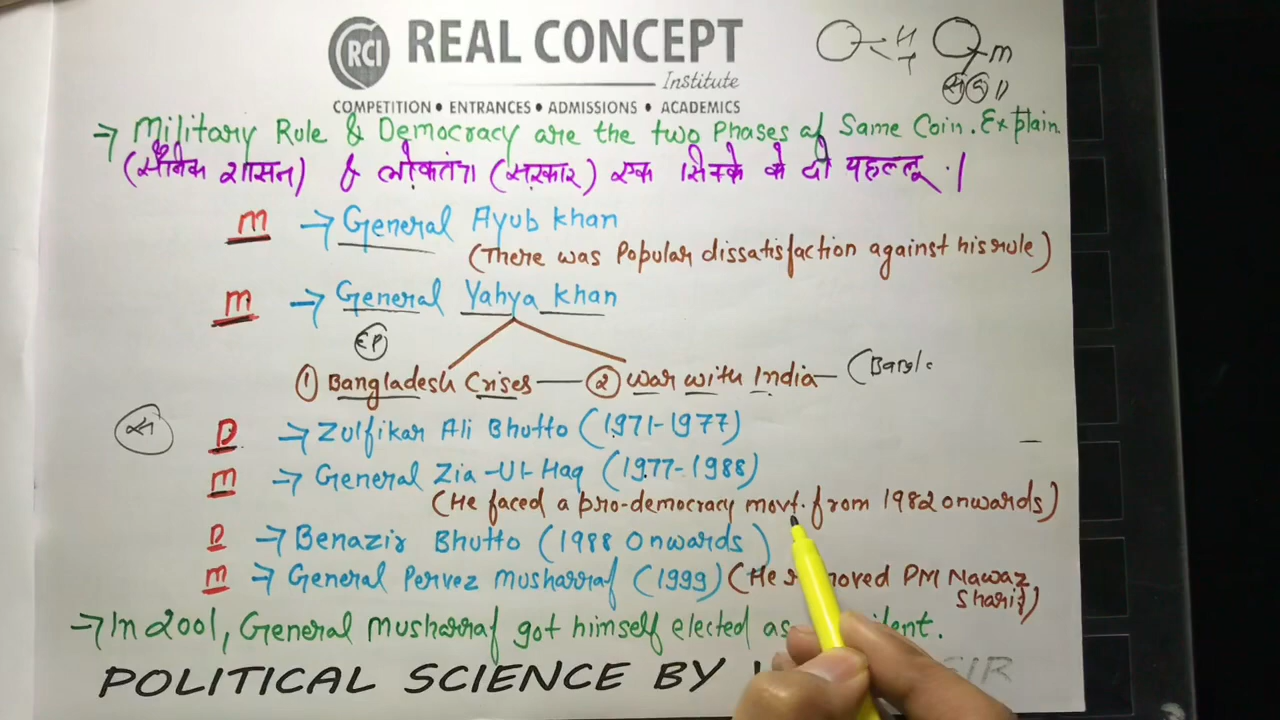 RCI REAL CONCEPT
Institute
COMPETITION • ENTRANCES • ADMISSIONS • ACADEMICS
H
T
m
D
→ Military Rule & Democracy are the two Phases of Same Coin. Explain
(सैनिक शासन) & लोकतंत्र (सरकार) एक सिक्के के दो पहलू .|
m → General Ayub Khan
(There was Popular dissatisfaction against his rule)
m → General Yahya Khan
EP
① Bangladesh Crises — ② war with India — (Bangl
D → Zulfikar Ali Bhutto (1971-1977)
m → General Zia-Ul-Haq (1977-1988)
(He faced a pro-democracy movt. from 1982 onwards)
D → Benazir Bhutto (1988 Onwards)
m → General Pervez Musharraf (1999) (He PM Nawaz
Sharif)
→ In 2001, General Musharraf got himself elected as
POLITICAL SCIENCE BY SIR